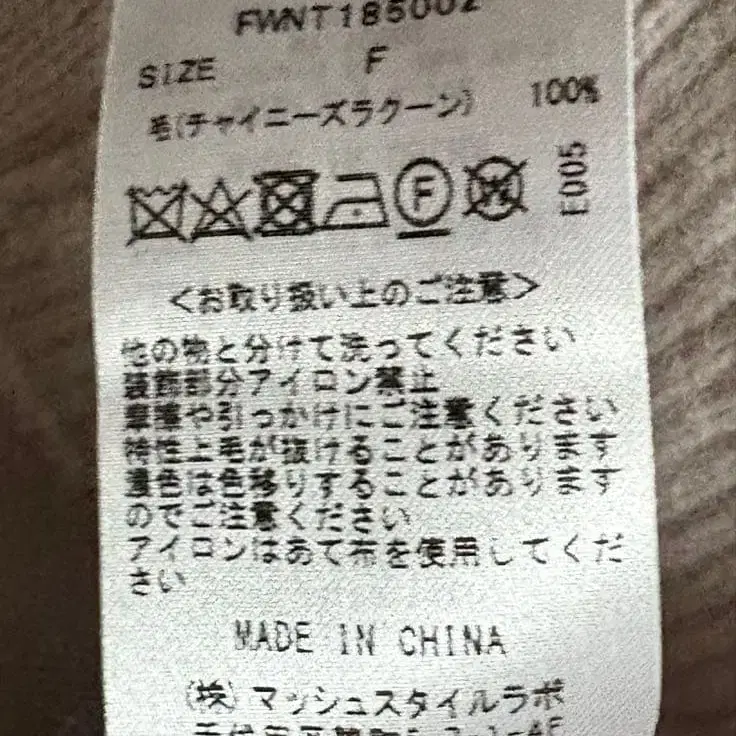 FWNT185002
SIZE F
毛(チャイニーズラクーン) 100%
F
W
E005
<お取り扱い上のご注意>
他の物と分けて洗ってください
装飾部分アイロン禁止
摩擦や引っかけにご注意ください
特性上毛が抜けることがあります
濃色は色移りすることがあります
のでご注意ください
アイロンはあて布を使用してくだ
さい
MADE IN CHINA
(株)マッシュスタイルラボ